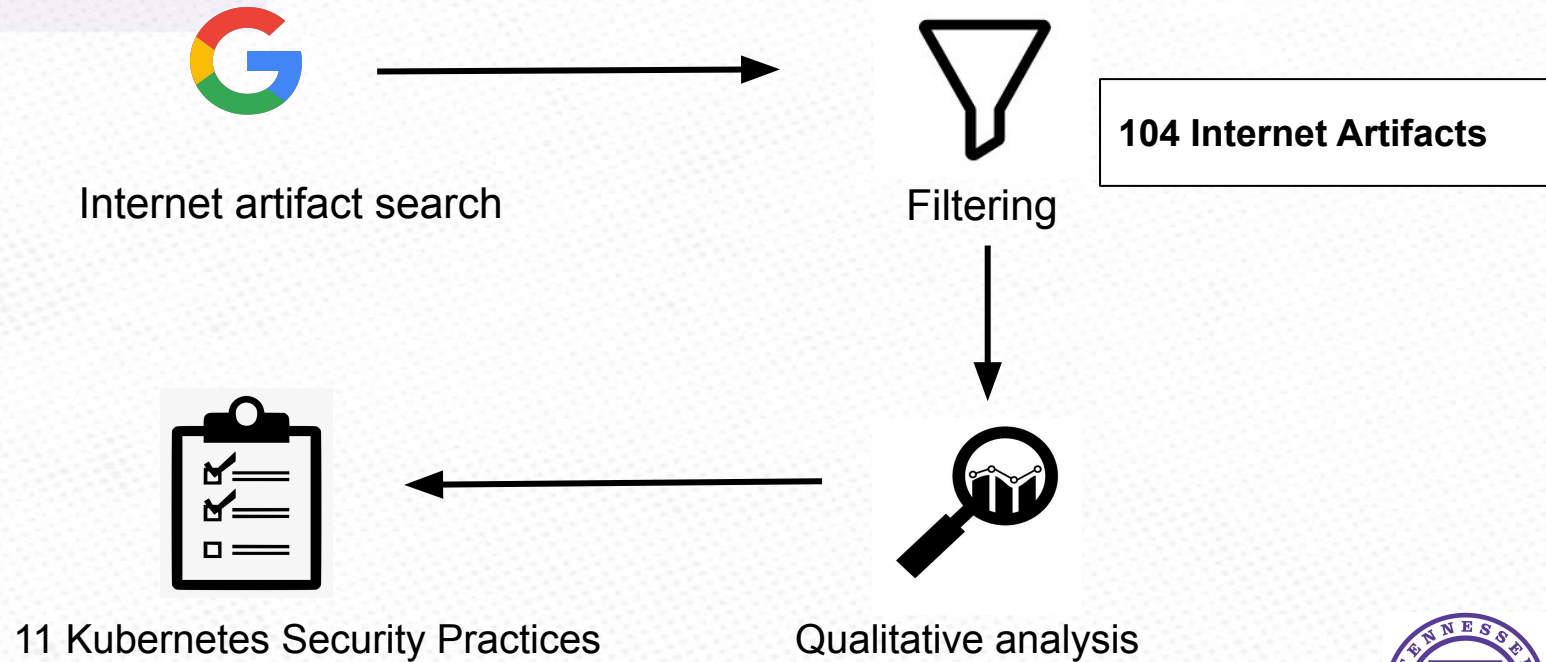 Internet artifact search
Filtering
104 Internet Artifacts
Qualitative analysis
11 Kubernetes Security Practices